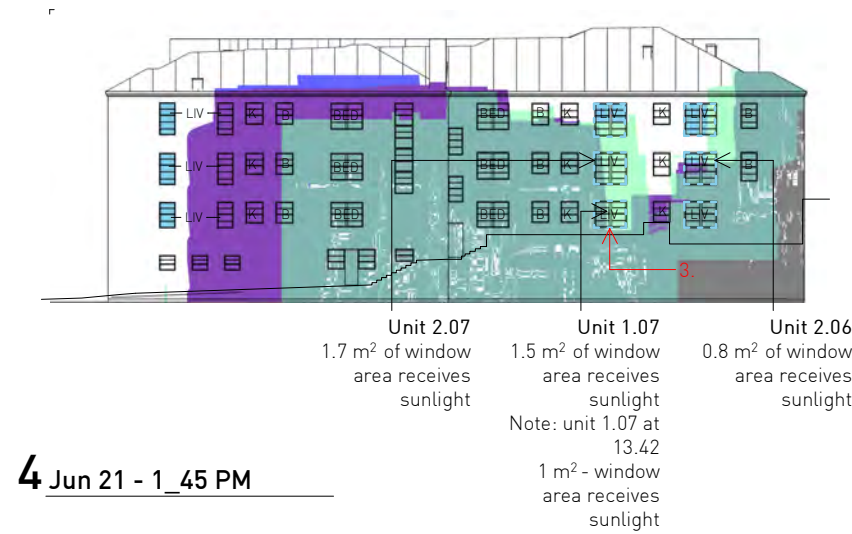 LIV K B BED BED B K LIV K LIV B
LIV K B BED BED B K LIV K LIV B
LIV K B BED BED B K LIV K LIV
3.
Unit 2.07
1.7 m² of window
area receives
sunlight
Unit 1.07
1.5 m² of window
area receives
sunlight
Note: unit 1.07 at
13.42
1 m² - window
area receives
sunlight
Unit 2.06
0.8 m² of window
area receives
sunlight
4 Jun 21 - 1_45 PM